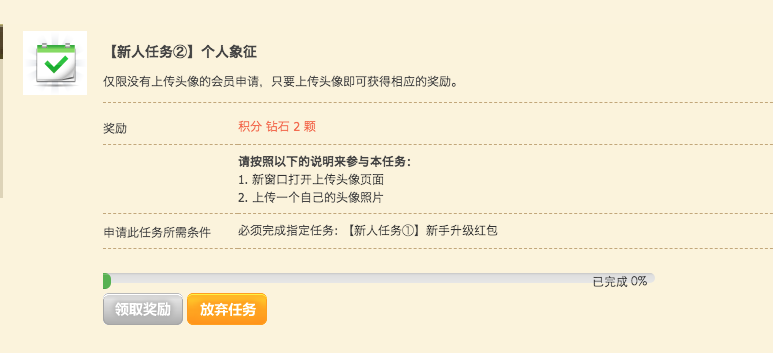 【新人任务②】个人象征
仅限没有上传头像的会员申请，只要上传头像即可获得相应的奖励。
奖励
积分 钻石 2 颗
请按照以下的说明来参与本任务：
1. 新窗口打开上传头像页面
2. 上传一个自己的头像照片
申请此任务所需条件
必须完成指定任务：【新人任务①】新手升级红包
已完成 0%
领取奖励
放弃任务